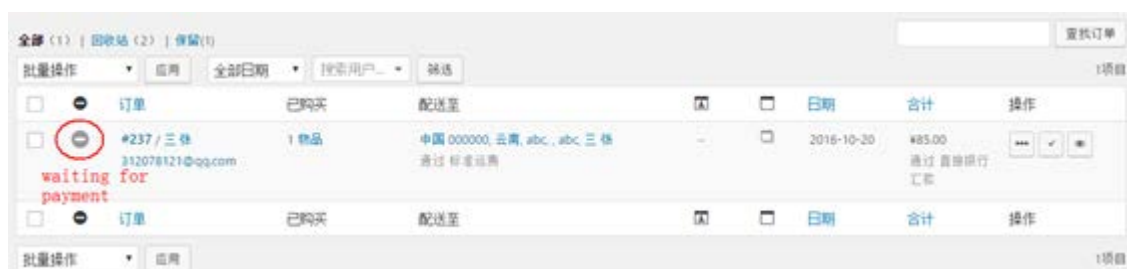 全部 (1) | 回收站 (2) | 保留(1)
查找订单
批量操作 应用 全部日期 搜索用户... 筛选 1项目
订单 已购买 配送至 日期 合计 操作
#237 / 三 张 1 物品 中国 000000, 云南, abc, , abc, 三 张 – 2016-10-20 ¥85.00
312078121@qq.com 通过 标准运费 通过 直接银行
汇款
waiting for
payment
订单 已购买 配送至 日期 合计 操作
批量操作 应用 1项目